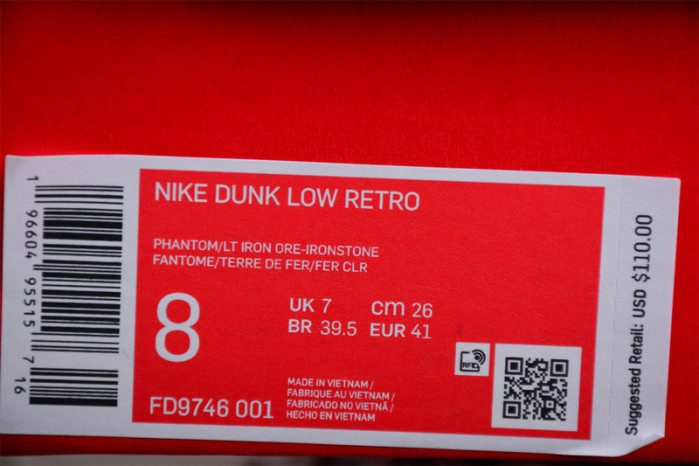 NIKE DUNK LOW RETRO
PHANTOM/LT IRON ORE-IRONSTONE
FANTOME/TERRE DE FER/FER CLR
8
UK 7 cm 26
BR 39.5 EUR 41
FD9746 001
MADE IN VIETNAM /
FABRIQUE AU VIETNAM /
FABRICADO NO VIETNÃ /
HECHO EN VIETNAM
RFID
Suggested Retail: USD $110.00
1 96604 95515 7 16